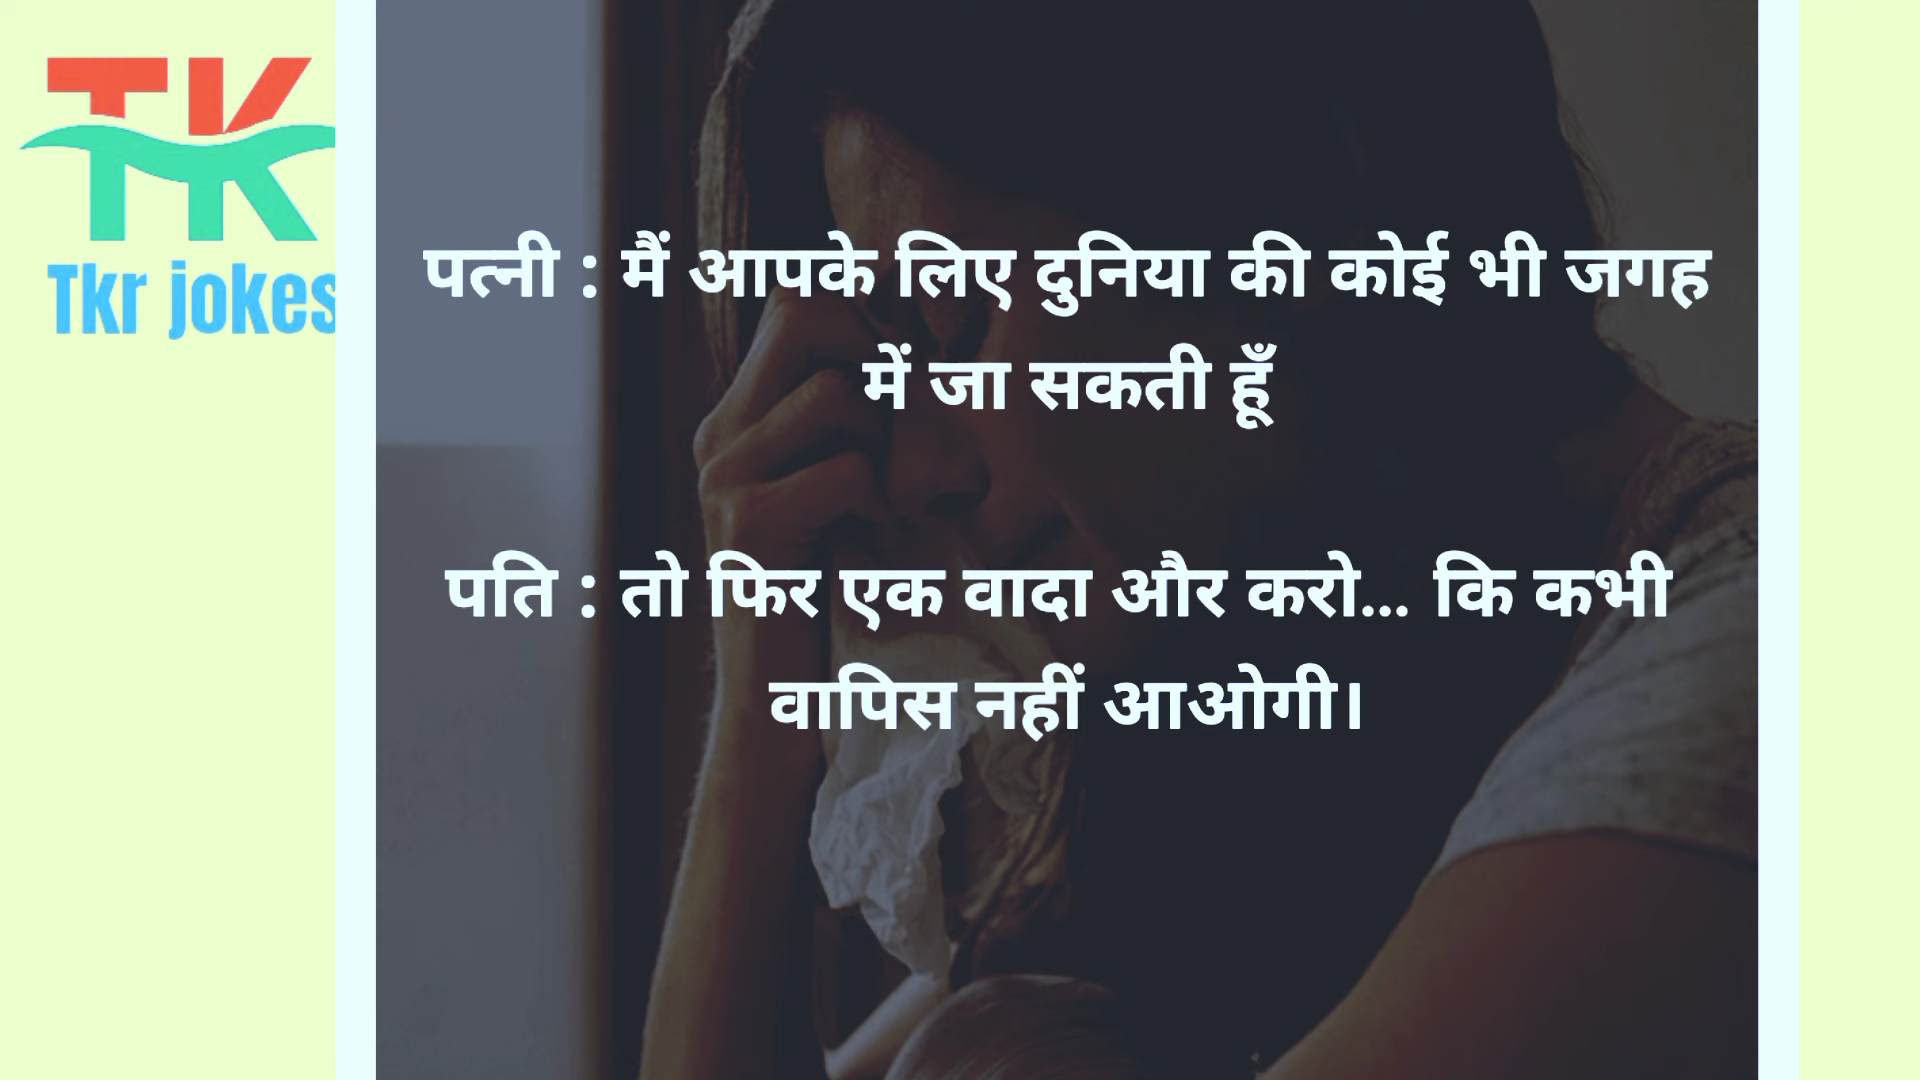 TK
Tkr jokes
पत्नी : मैं आपके लिए दुनिया की कोई भी जगह
में जा सकती हूँ
पति : तो फिर एक वादा और करो... कि कभी
वापिस नहीं आओगी।